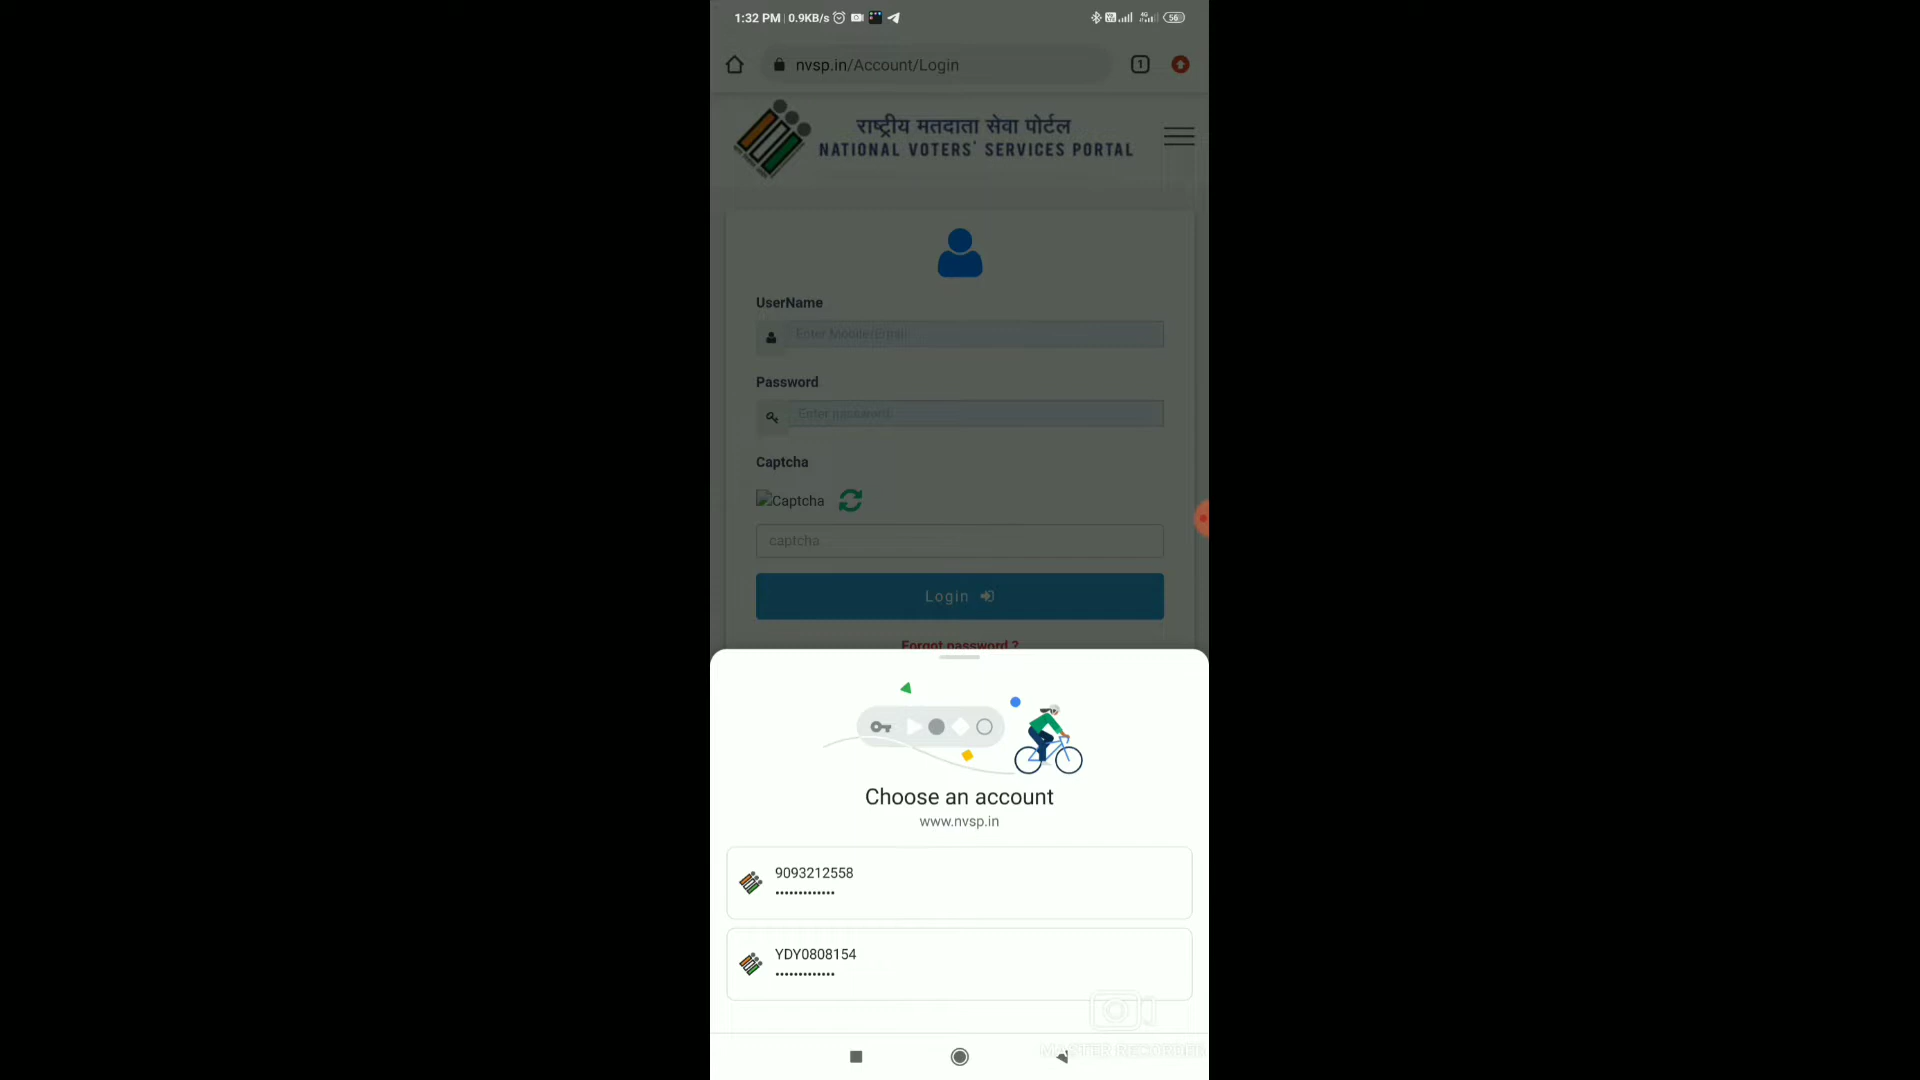 1:32 PM | 0.9KB/s
56
nvsp.in/Account/Login
1
राष्ट्रीय मतदाता सेवा पोर्टल
NATIONAL VOTERS' SERVICES PORTAL
UserName
Enter Mobile/Email
Password
Enter password
Captcha
Captcha
captcha
Login
Forgot password ?
Choose an account
www.nvsp.in
9093212558
•••••••••••••
YDY0808154
•••••••••••••
MASTER RECORDER